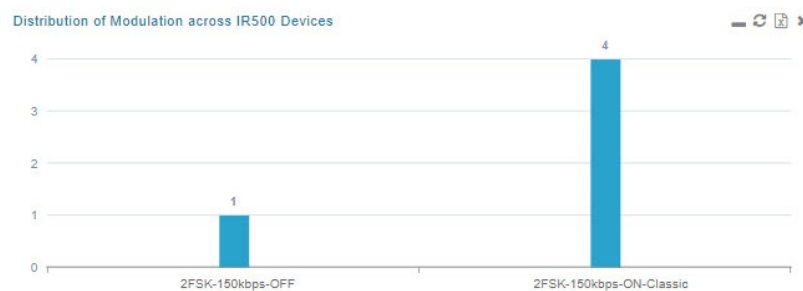 Distribution of Modulation across IR500 Devices
4
4
3
2
1
1
0
2FSK-150kbps-OFF
2FSK-150kbps-ON-Classic